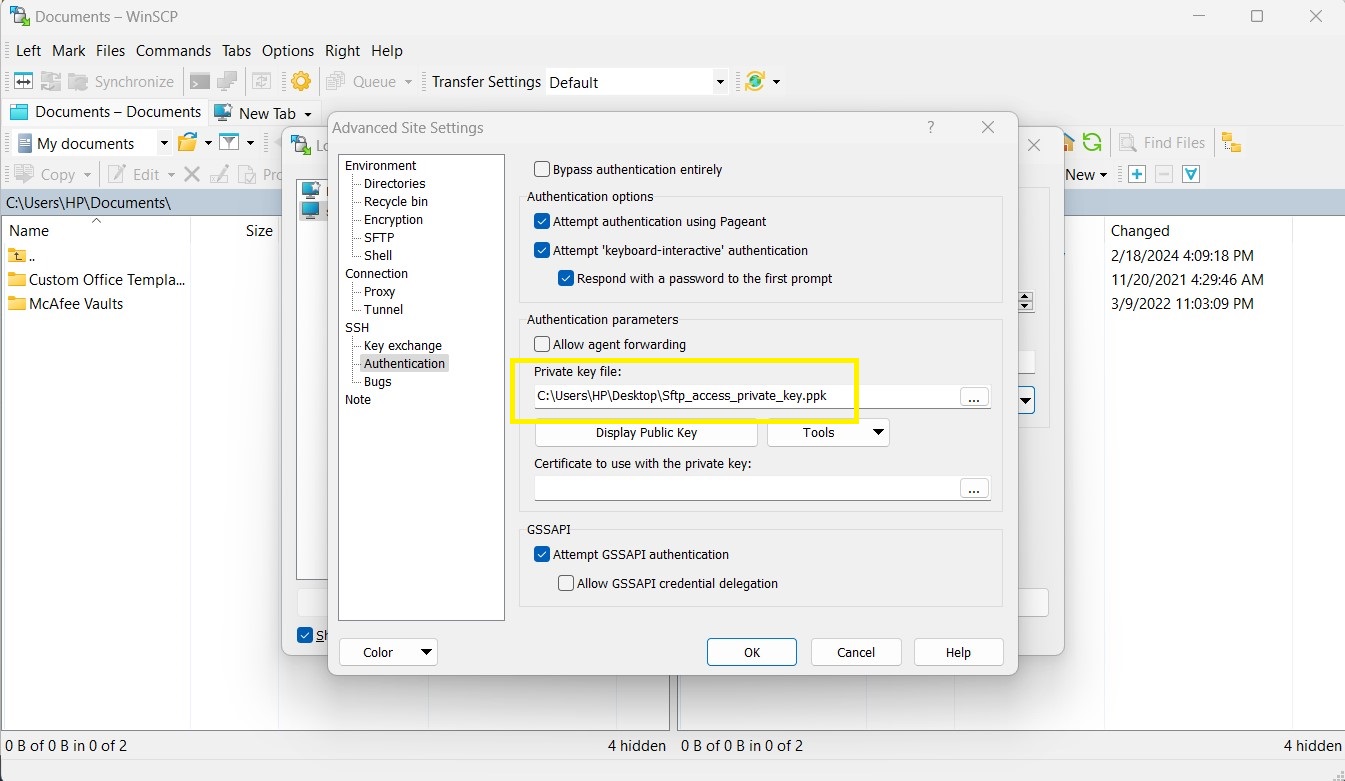 Documents – WinSCP
Left Mark Files Commands Tabs Options Right Help
Synchronize Queue Transfer Settings Default
Documents – Documents New Tab
My documents Find Files
Copy Edit New
C:\Users\HP\Documents\
Name Size Changed
..
2/18/2024 4:09:18 PM
Custom Office Templa...
11/20/2021 4:29:46 AM
McAfee Vaults
3/9/2022 11:03:09 PM
Advanced Site Settings ?
Environment
Directories
Recycle bin
Encryption
SFTP
Shell
Connection
Proxy
Tunnel
SSH
Key exchange
Authentication
Bugs
Note
Bypass authentication entirely
Authentication options
Attempt authentication using Pageant
Attempt 'keyboard-interactive' authentication
Respond with a password to the first prompt
Authentication parameters
Allow agent forwarding
Private key file:
C:\Users\HP\Desktop\Sftp_access_private_key.ppk ...
Display Public Key Tools
Certificate to use with the private key:
...
GSSAPI
Attempt GSSAPI authentication
Allow GSSAPI credential delegation
Color OK Cancel Help
0 B of 0 B in 0 of 2 4 hidden 0 B of 0 B in 0 of 2 4 hidden